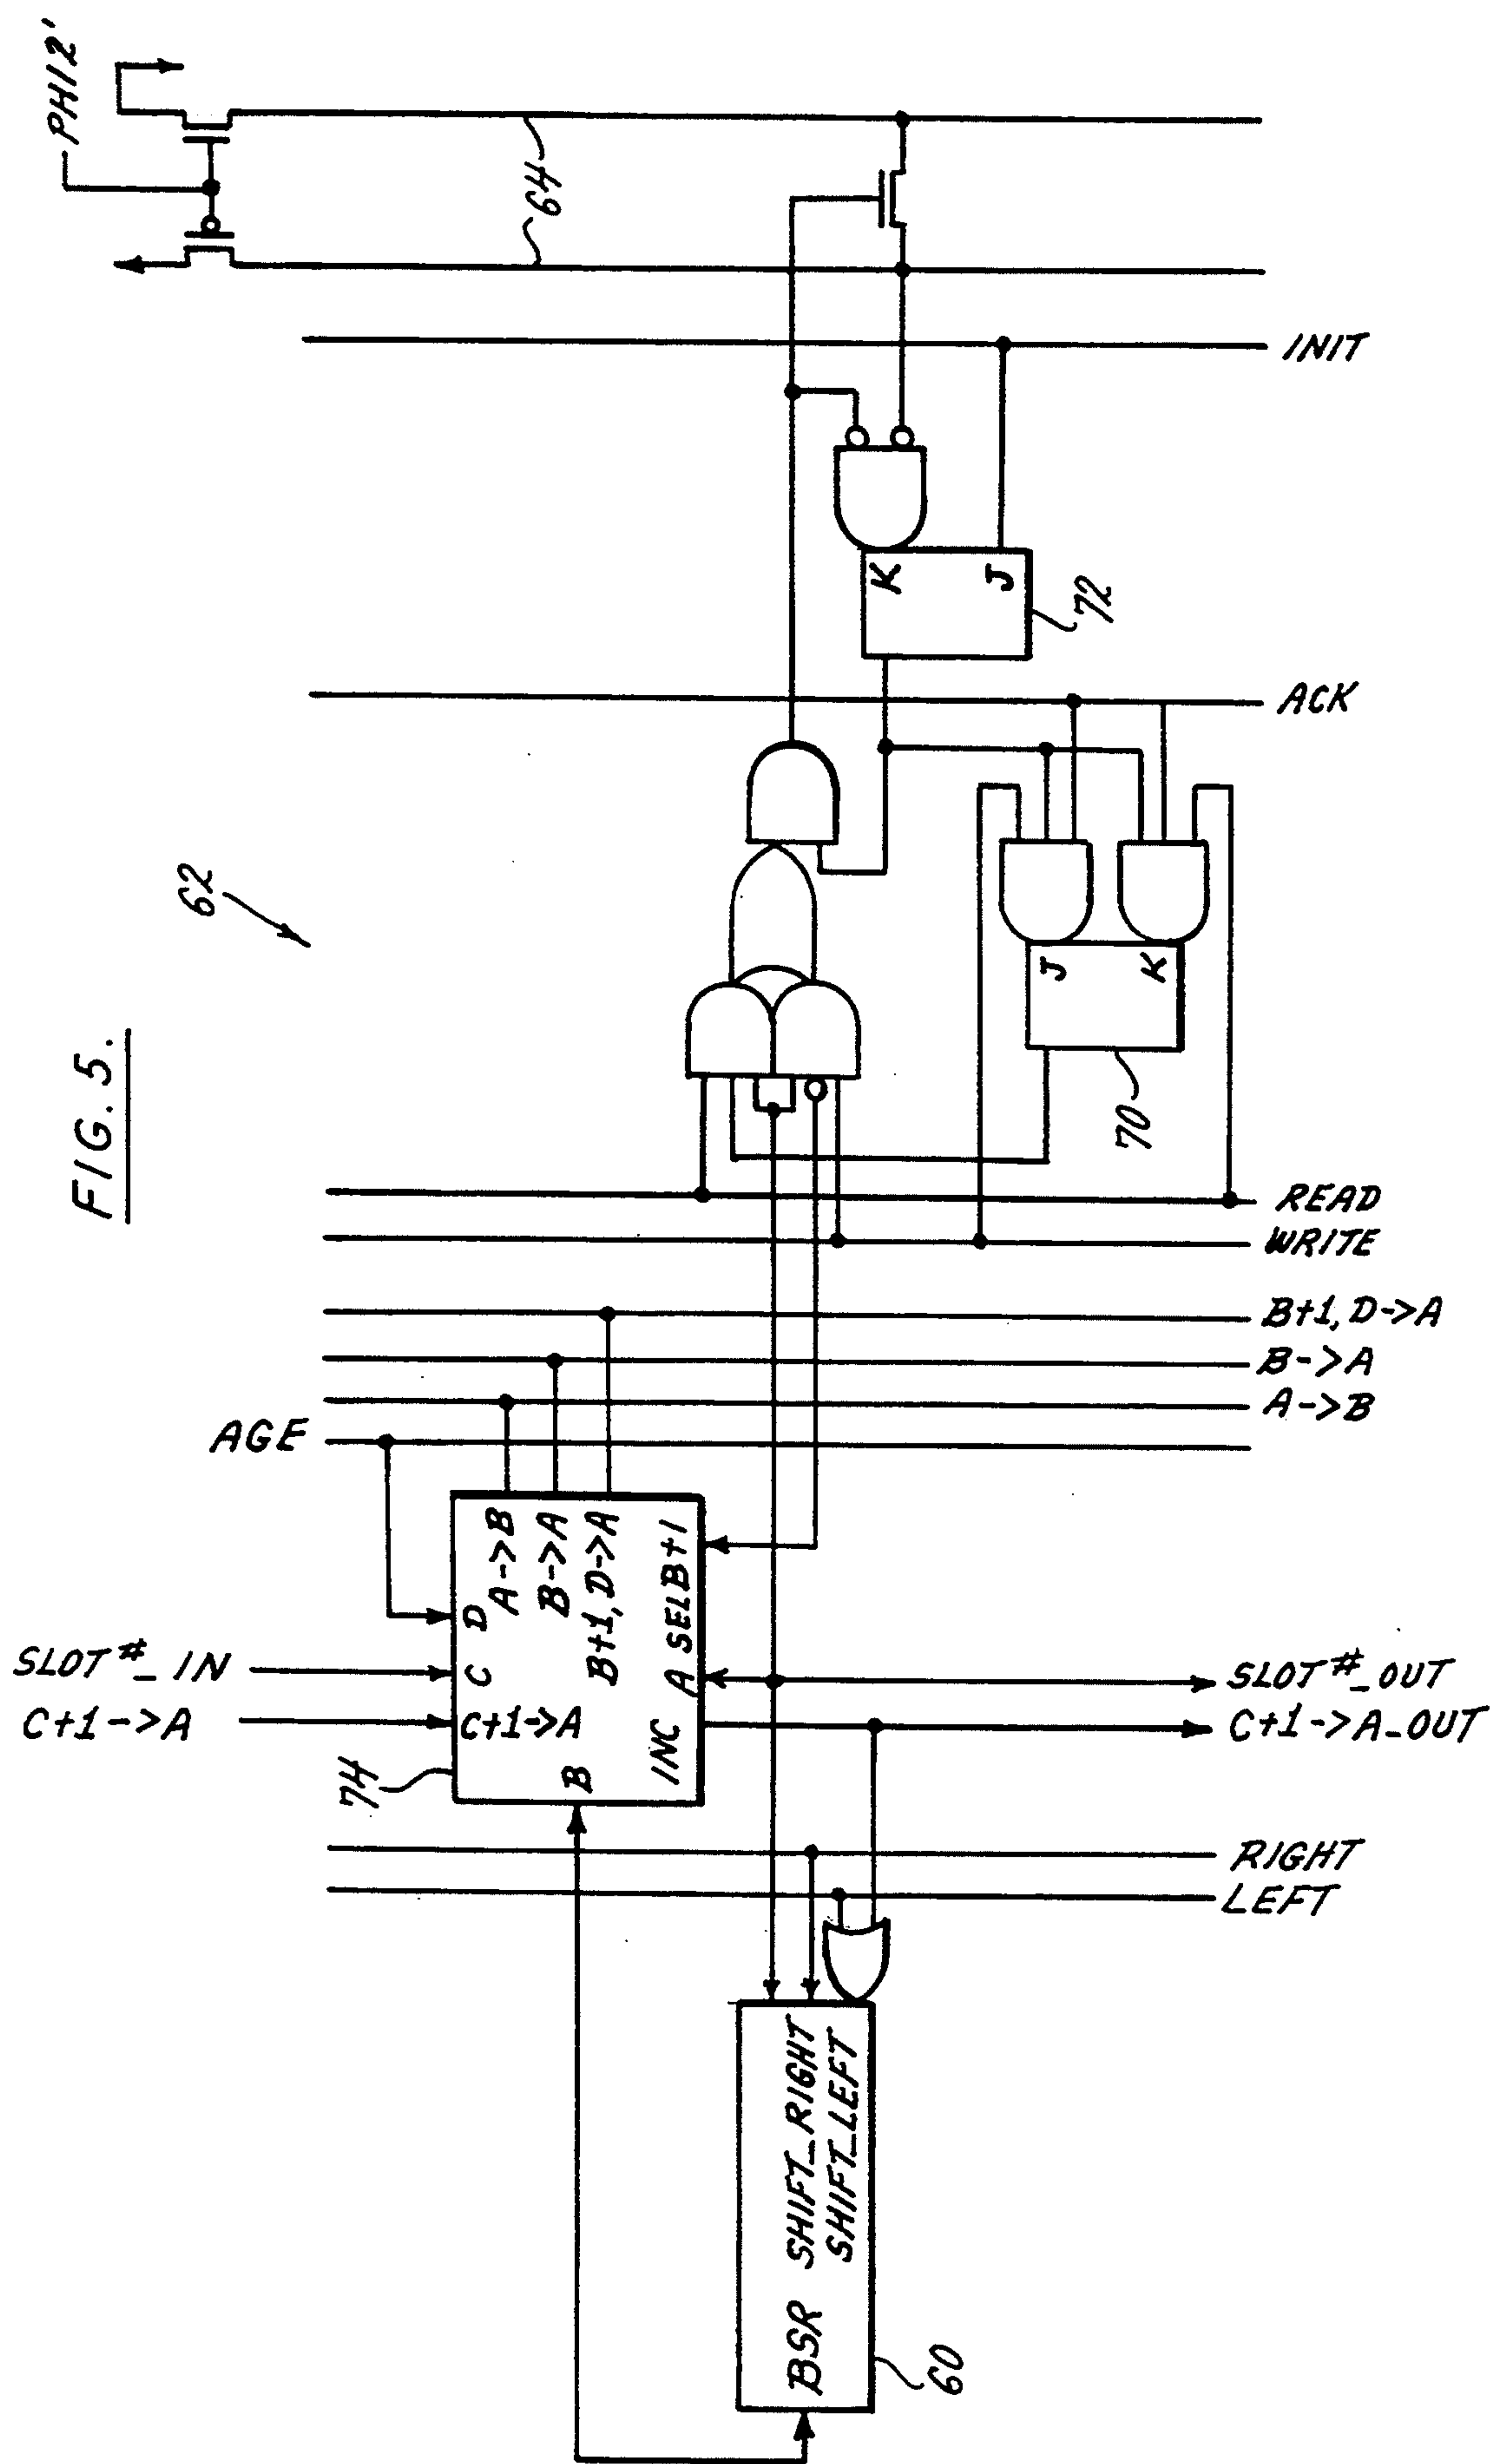 FIG. 5.
62
PHI2'
64
INIT
K
J
72
ACK
J
K
70
READ
WRITE
B+1, D->A
B->A
A->B
AGE
SLOT#_IN
C+1->A
D
C
C+1->A
A->B
B->A
B+1, D->A
SELB+1
A
INC
B
74
SLOT#_OUT
C+1->A_OUT
RIGHT
LEFT
BSR
SHIFT_RIGHT
SHIFT_LEFT
60